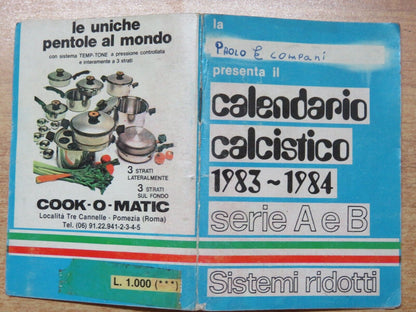 le uniche
pentole al mondo
con sistema TEMP-TONE a pressione controllata
e interamente a 3 strati
3 STRATI
LATERALMENTE
3 STRATI
SUL FONDO
COOK-O-MATIC
Località Tre Cannelle - Pomezia (Roma)
Tel. (06) 91.22.941-2-3-4-5
L. 1.000 (***)
la
PAOLO E COMPANI
presenta il
calendario
calcistico
1983~1984
serie A e B
Sistemi ridotti